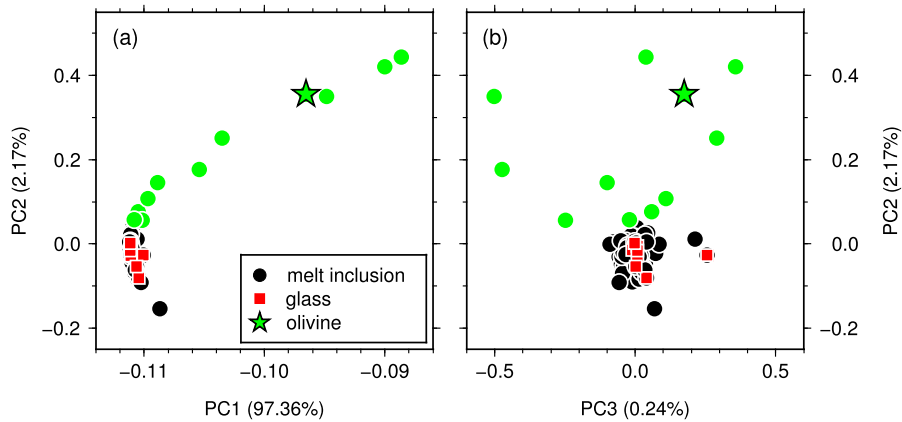 (a)
(b)
0.4
0.4
0.2
0.2
0.0
0.0
−0.2
−0.2
PC2 (2.17%)
PC2 (2.17%)
melt inclusion
glass
olivine
−0.11
−0.10
−0.09
−0.5
0.0
0.5
PC1 (97.36%)
PC3 (0.24%)